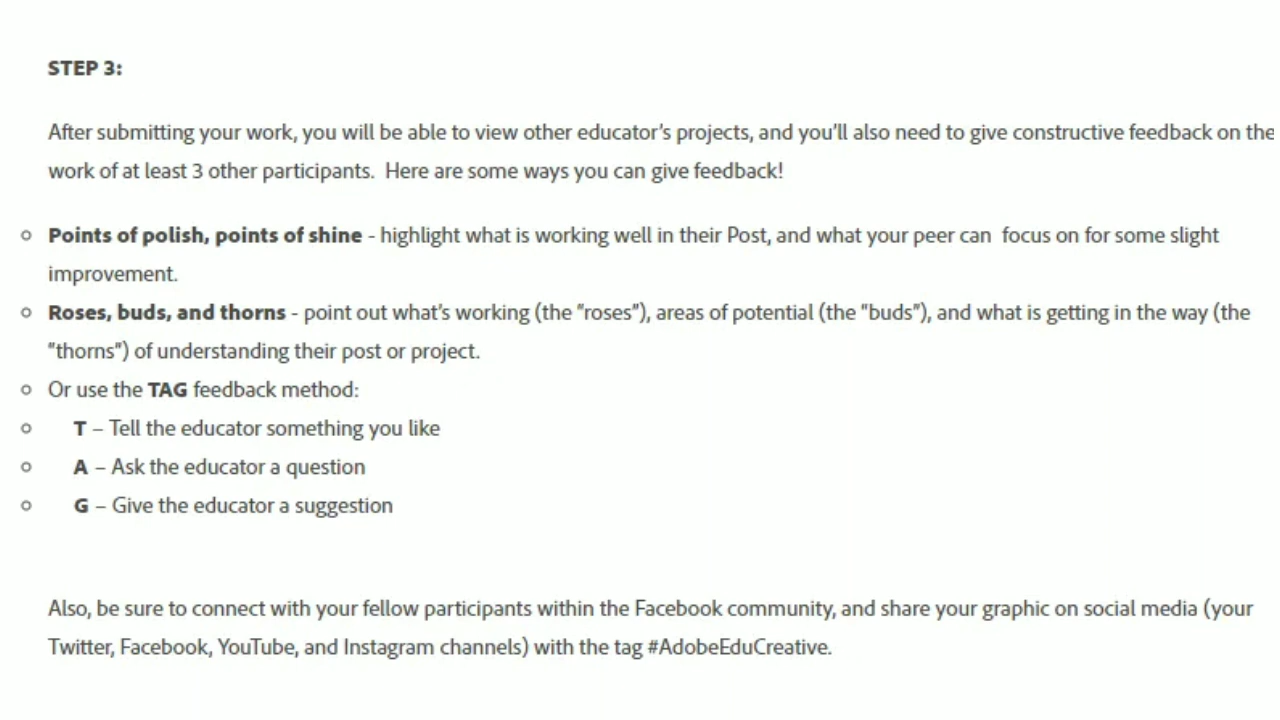 STEP 3:
After submitting your work, you will be able to view other educator's projects, and you'll also need to give constructive feedback on the
work of at least 3 other participants.  Here are some ways you can give feedback!
Points of polish, points of shine - highlight what is working well in their Post, and what your peer can  focus on for some slight
improvement.
Roses, buds, and thorns - point out what's working (the "roses"), areas of potential (the "buds"), and what is getting in the way (the
"thorns") of understanding their post or project.
Or use the TAG feedback method:
T – Tell the educator something you like
A – Ask the educator a question
G – Give the educator a suggestion
Also, be sure to connect with your fellow participants within the Facebook community, and share your graphic on social media (your
Twitter, Facebook, YouTube, and Instagram channels) with the tag #AdobeEduCreative.